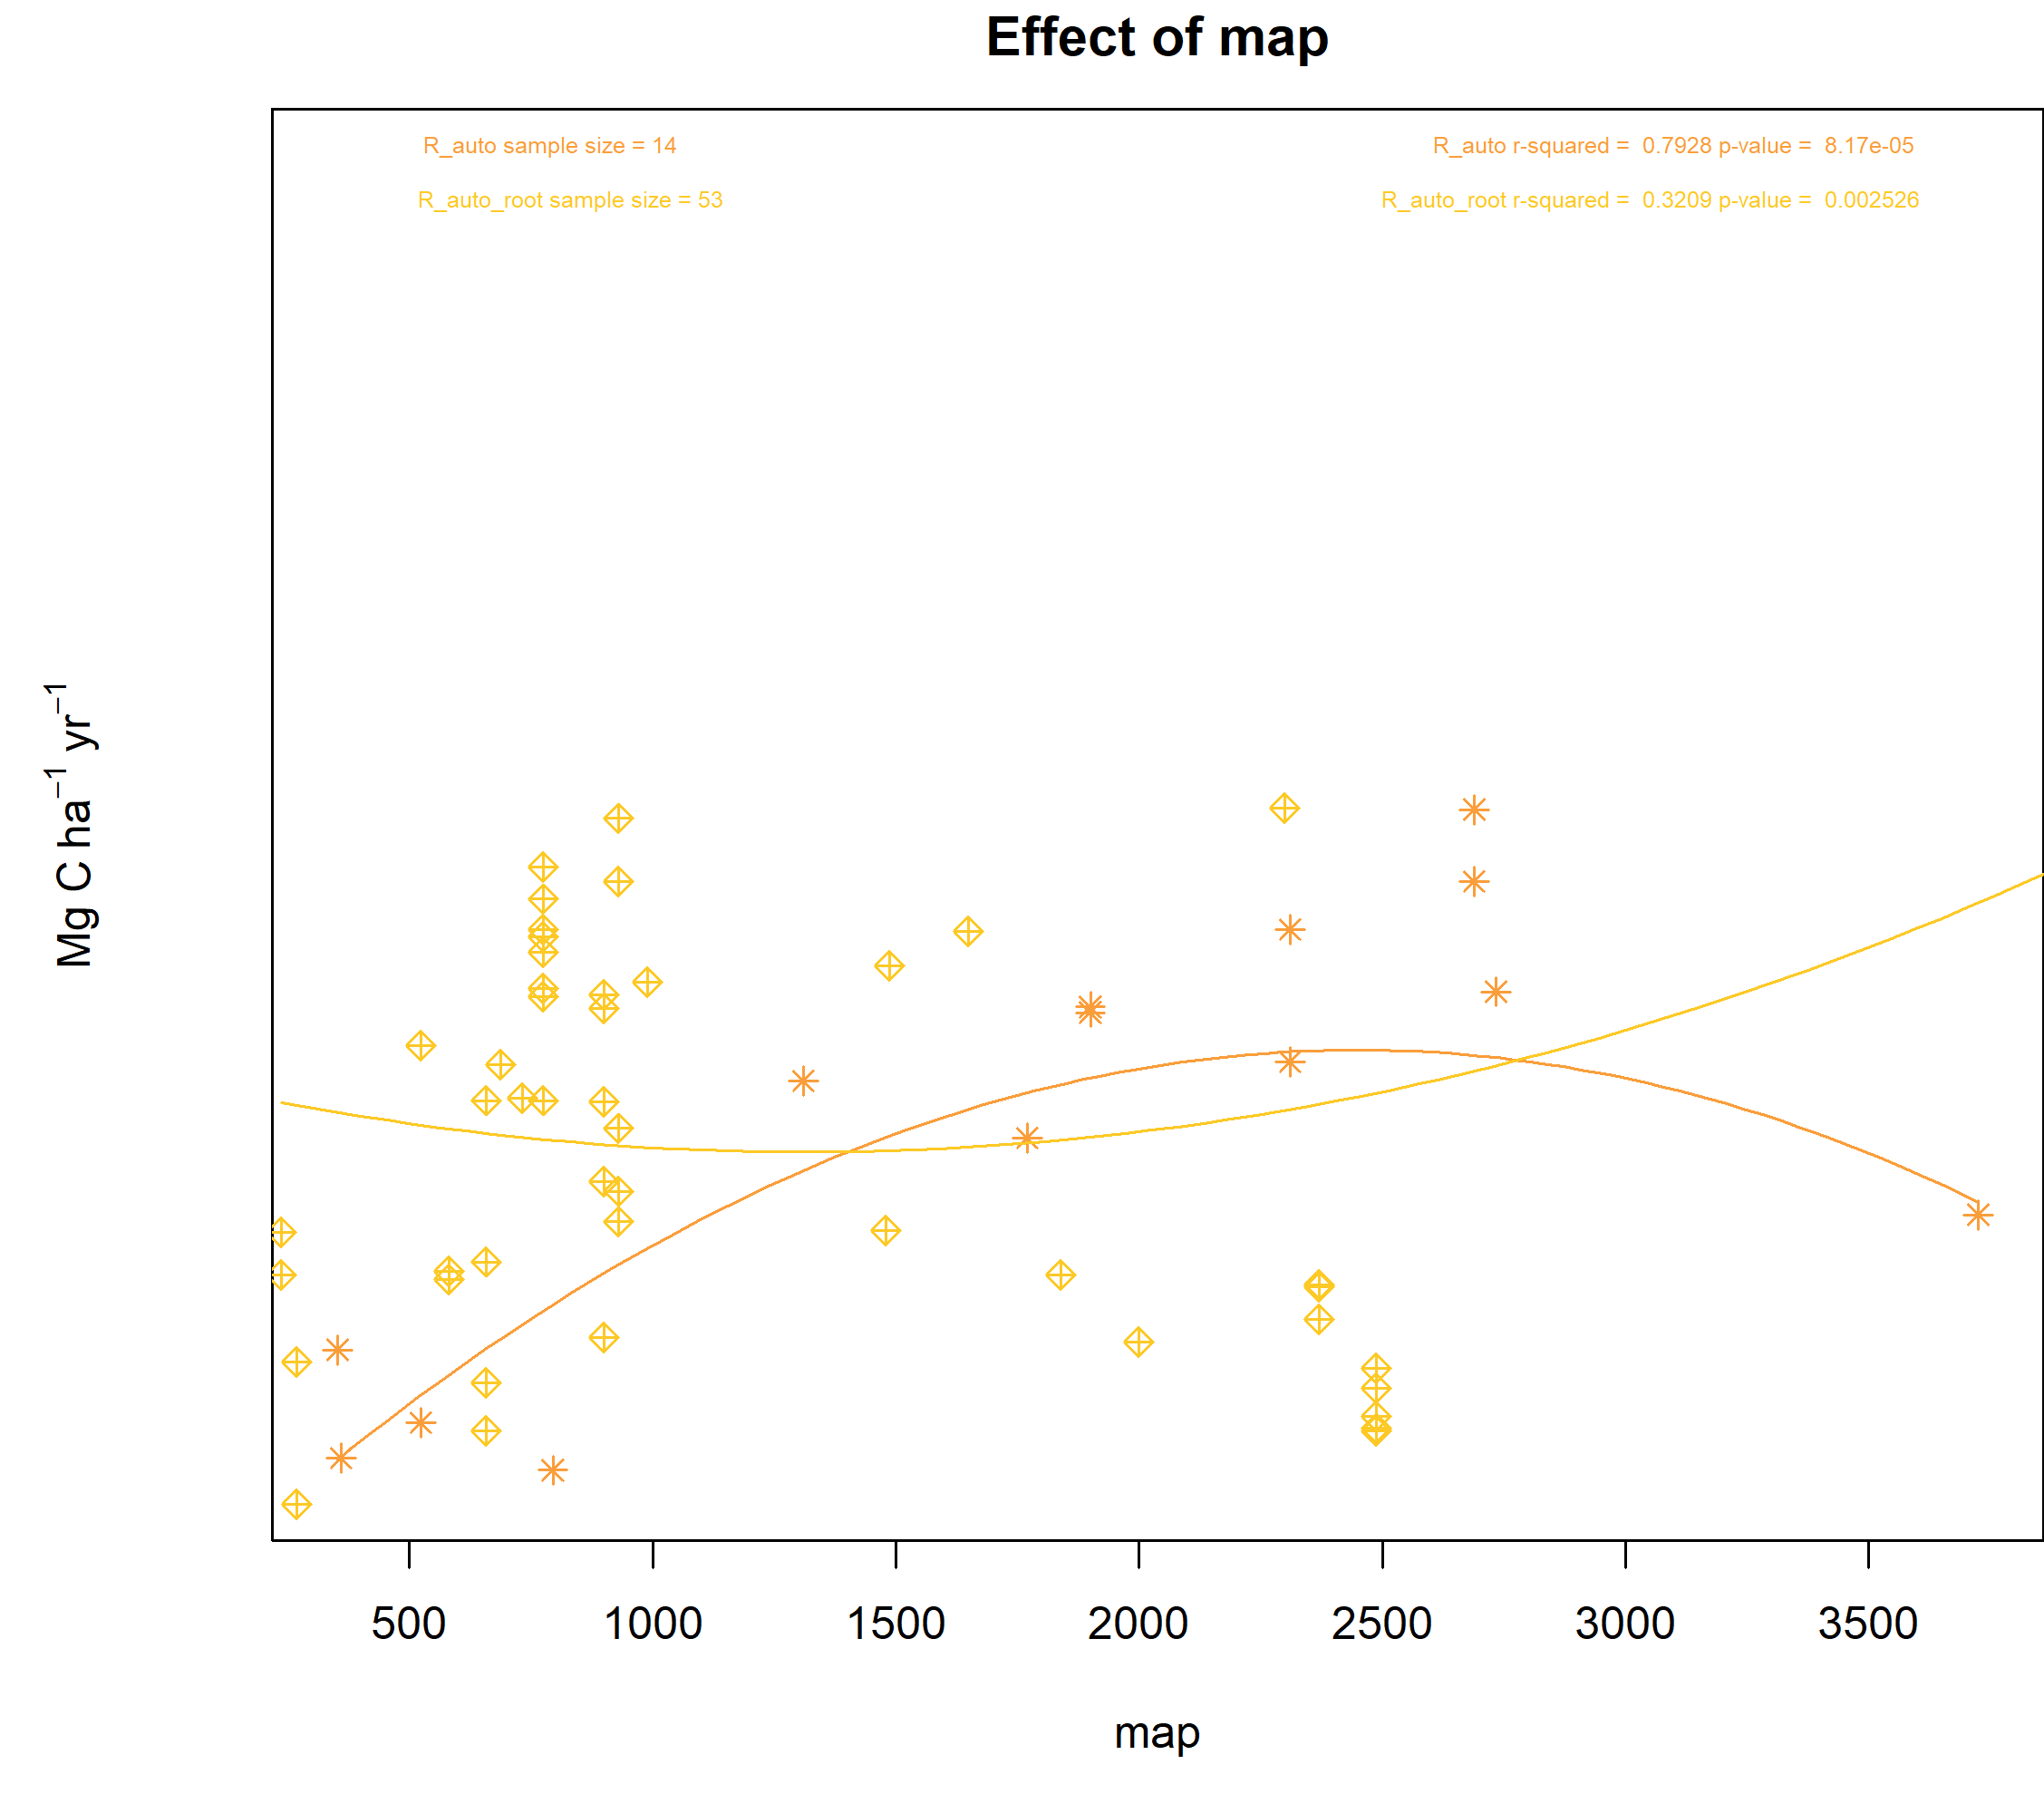 Effect of map
R_auto sample size = 14
R_auto r-squared =  0.7928 p-value =  8.17e-05
R_auto_root sample size = 53
R_auto_root r-squared =  0.3209 p-value =  0.002526
Mg C ha⁻¹ yr⁻¹
500 1000 1500 2000 2500 3000 3500
map